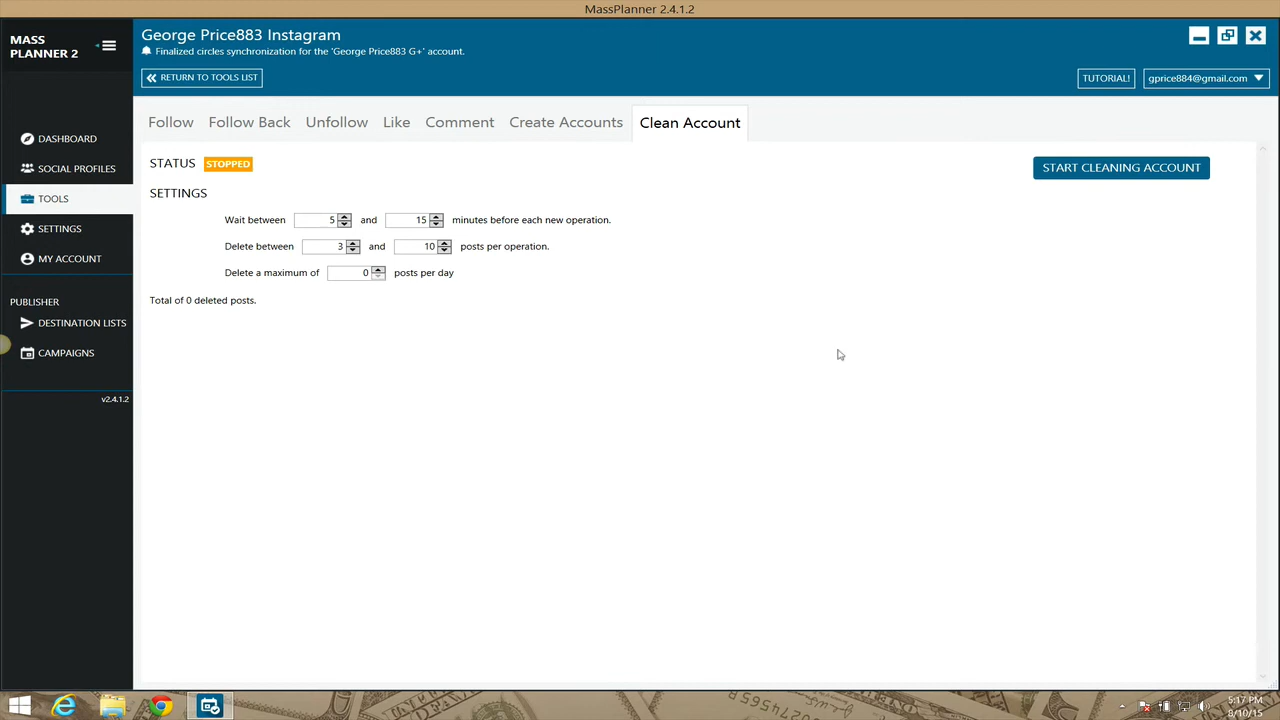 MassPlanner 2.4.1.2
MASS
PLANNER 2
George Price883 Instagram
Finalized circles synchronization for the 'George Price883 G+' account.
RETURN TO TOOLS LIST
TUTORIAL!
gprice884@gmail.com
DASHBOARD
SOCIAL PROFILES
TOOLS
SETTINGS
MY ACCOUNT
PUBLISHER
DESTINATION LISTS
CAMPAIGNS
v2.4.1.2
Follow
Follow Back
Unfollow
Like
Comment
Create Accounts
Clean Account
STATUS STOPPED
START CLEANING ACCOUNT
SETTINGS
Wait between 5 and 15 minutes before each new operation.
Delete between 3 and 10 posts per operation.
Delete a maximum of 0 posts per day
Total of 0 deleted posts.
5:17 PM
8/10/15